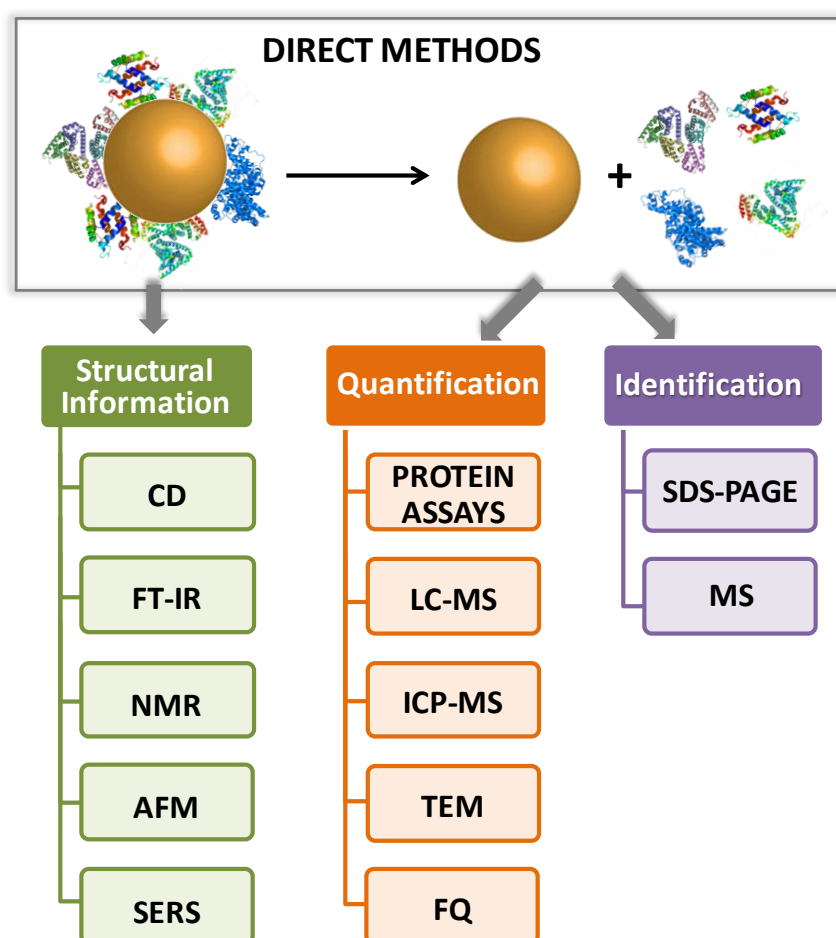 DIRECT METHODS
+
Structural
Information
CD
FT-IR
NMR
AFM
SERS
Quantification
PROTEIN
ASSAYS
LC-MS
ICP-MS
TEM
FQ
Identification
SDS-PAGE
MS